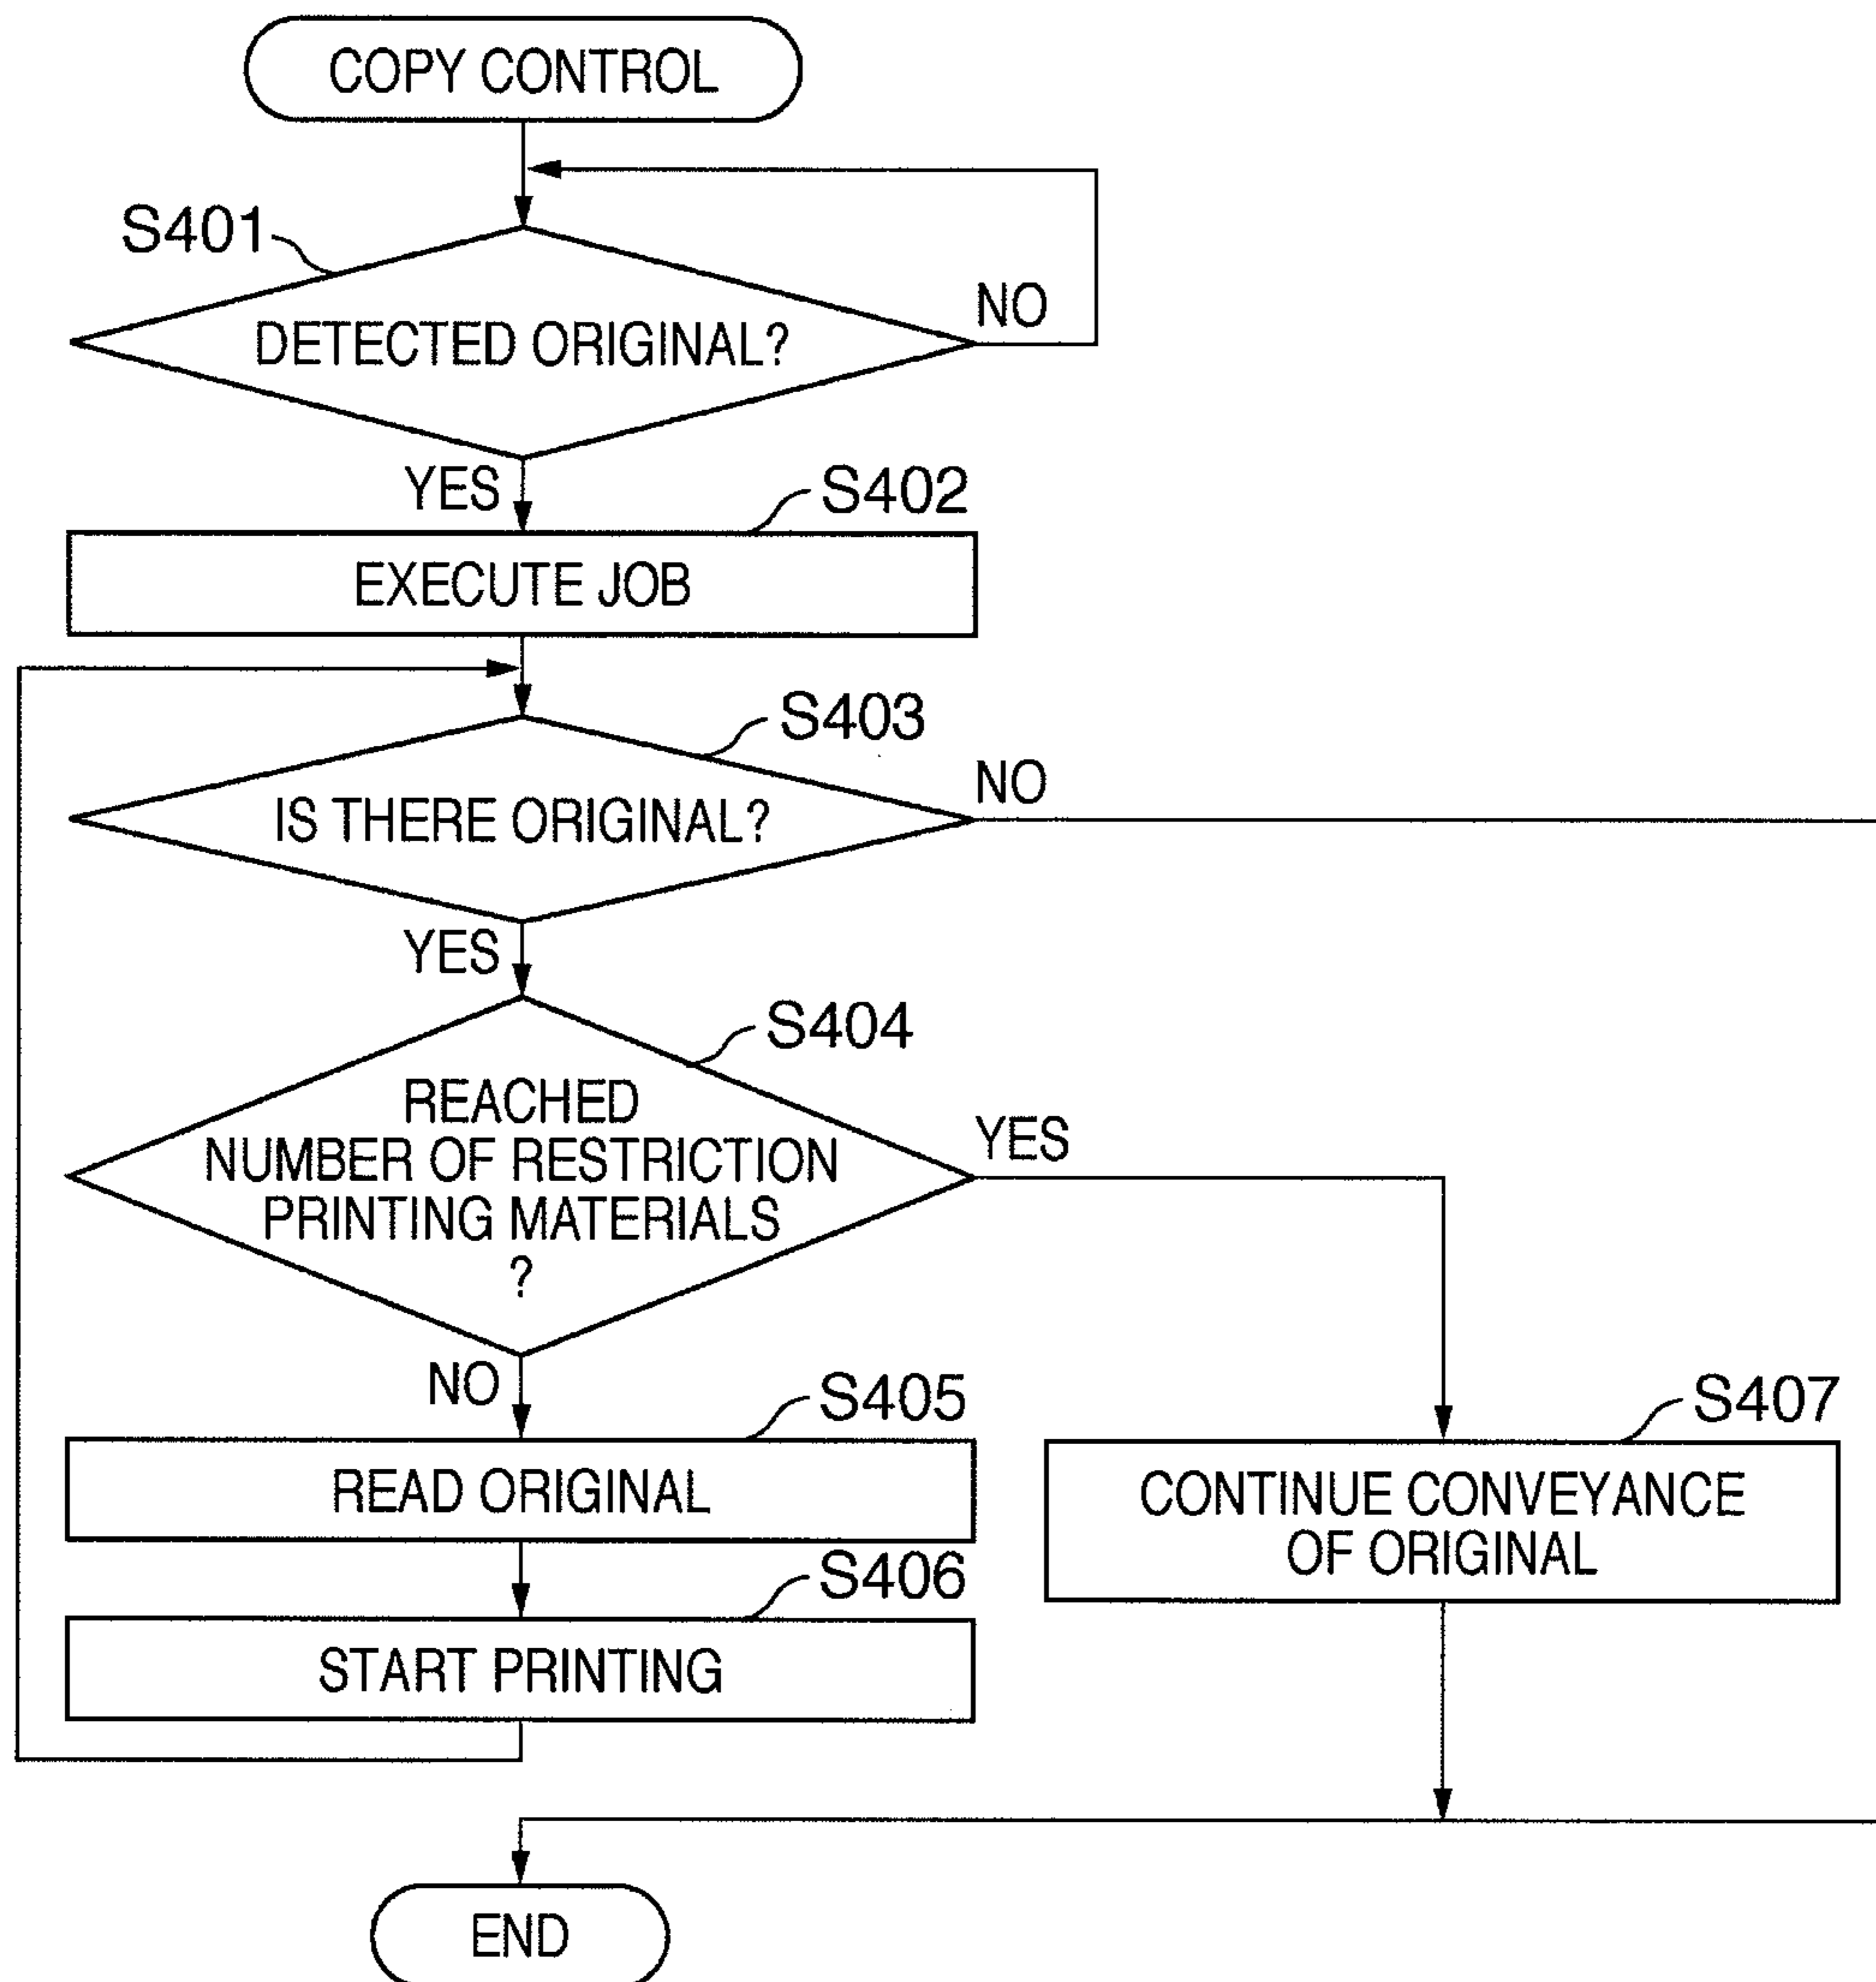 COPY CONTROL
S401
DETECTED ORIGINAL?
NO
YES
S402
EXECUTE JOB
S403
IS THERE ORIGINAL?
NO
YES
S404
REACHED
NUMBER OF RESTRICTION
PRINTING MATERIALS
?
YES
NO
S405
READ ORIGINAL
S407
CONTINUE CONVEYANCE
OF ORIGINAL
S406
START PRINTING
END